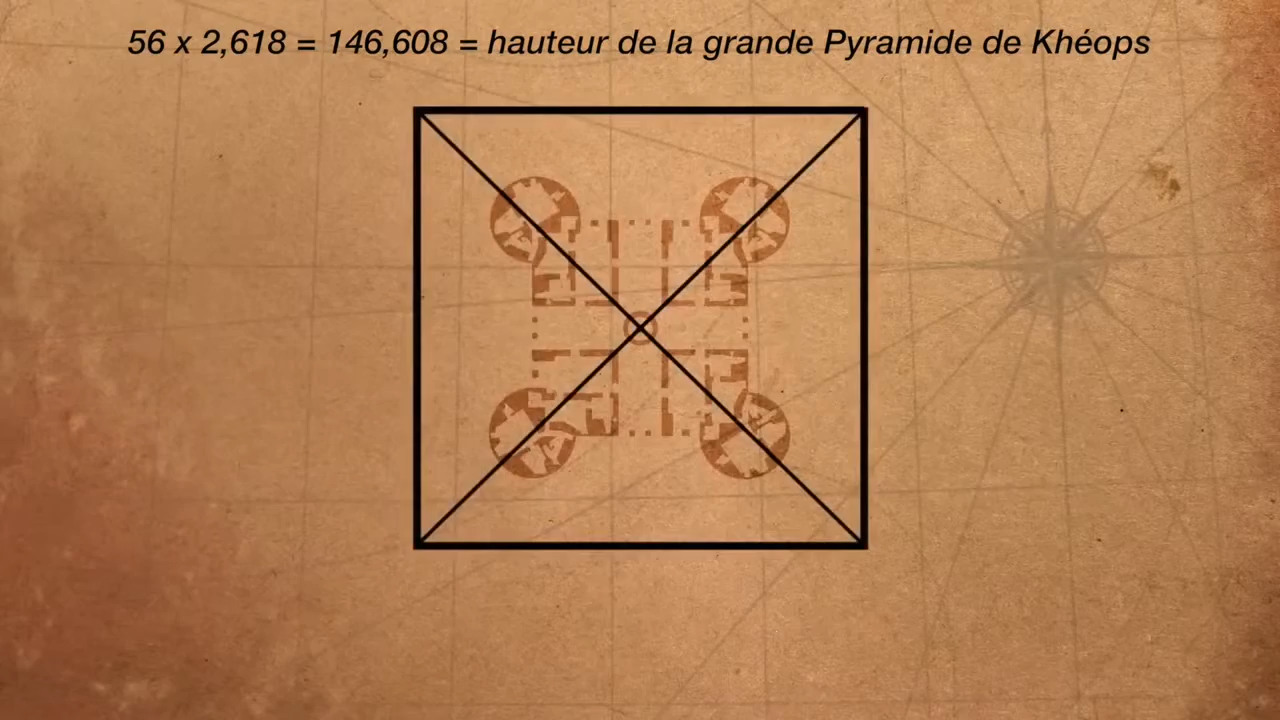 56 x 2,618 = 146,608 = hauteur de la grande Pyramide de Khéops